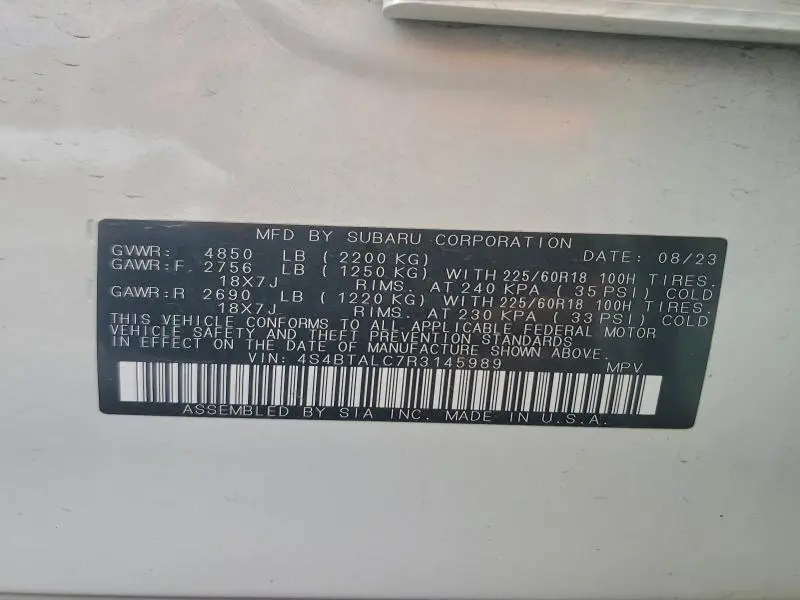 MFD BY SUBARU CORPORATION DATE: 08/23
GVWR: 4850 LB ( 2200 KG)
GAWR:F 2756 LB ( 1250 KG) WITH 225/60R18 100H TIRES.
18X7J RIMS. AT 240 KPA ( 35 PSI ) COLD
GAWR:R 2690 LB ( 1220 KG) WITH 225/60R18 100H TIRES.
18X7J RIMS. AT 230 KPA ( 33 PSI ) COLD
THIS VEHICLE CONFORMS TO ALL APPLICABLE FEDERAL MOTOR
VEHICLE SAFETY AND THEFT PREVENTION STANDARDS
IN EFFECT ON THE DATE OF MANUFACTURE SHOWN ABOVE.
VIN: 4S4BTALC7R3145989 MPV
ASSEMBLED BY SIA INC. MADE IN U.S.A.